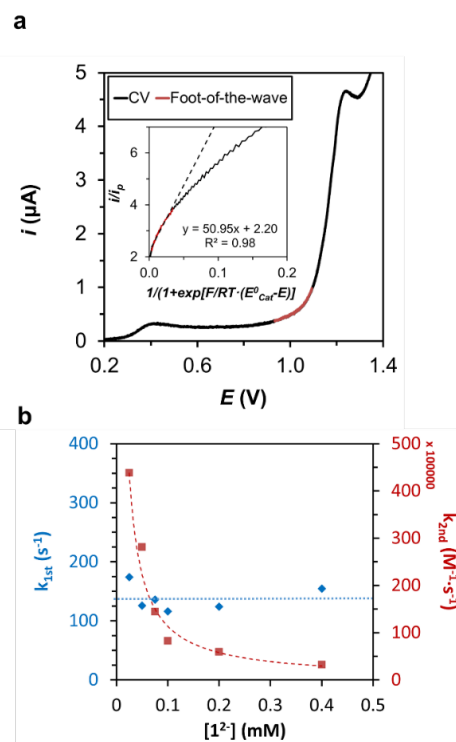 a
5
4
3
2
1
0
i (µA)
CV
Foot-of-the-wave
6
4
2
i/iₚ
y = 50.95x + 2.20
R² = 0.98
0.0 0.1 0.2
1/(1+exp[F/RT·(E⁰Cat-E)]
0.2 0.6 1.0 1.4
E (V)
b
400
300
200
150
100
50
0
k1st (s⁻¹)
500
400
300
200
100
0
x 100000
k2nd (M⁻¹·s⁻¹)
0 0.1 0.2 0.3 0.4 0.5
[1²⁻] (mM)